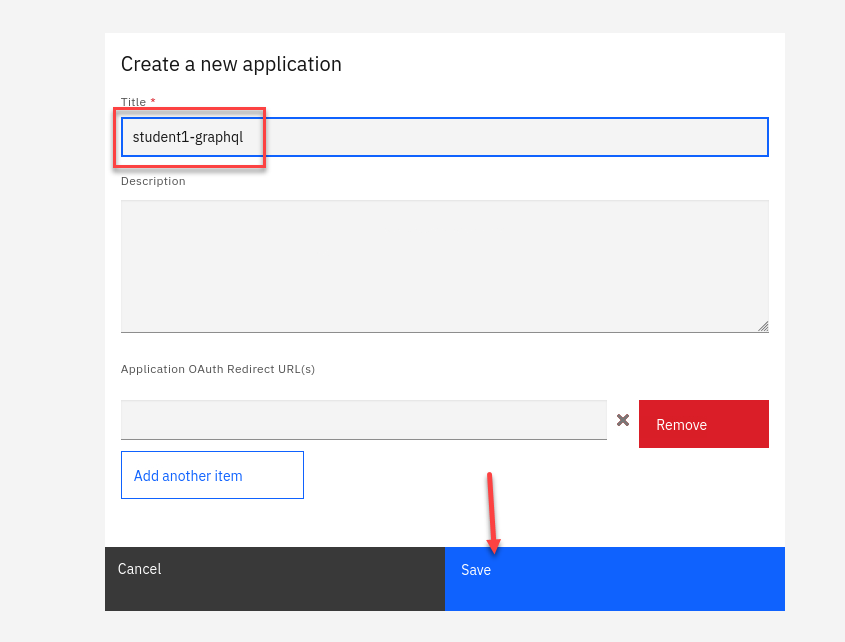 Create a new application
Title *
student1-graphql
Description
Application OAuth Redirect URL(s)
Remove
Add another item
Cancel
Save